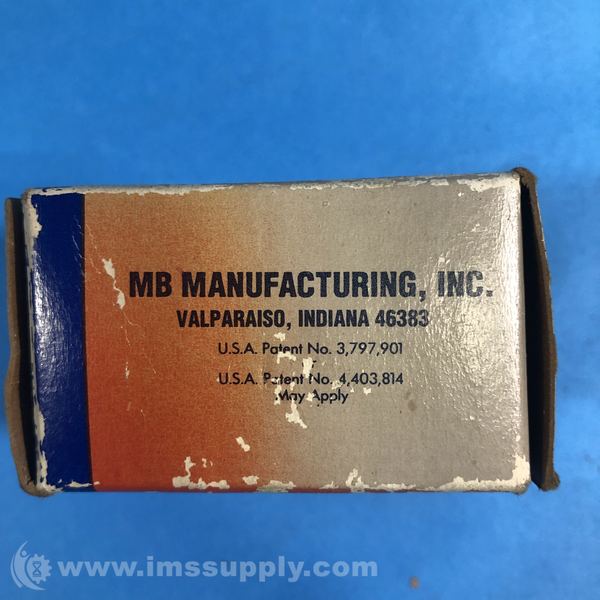 MB MANUFACTURING, INC.
VALPARAISO, INDIANA 46383
U.S.A. Patent No. 3,797,901
U.S.A. Patent No. 4,403,814
May Apply
www.imssupply.com